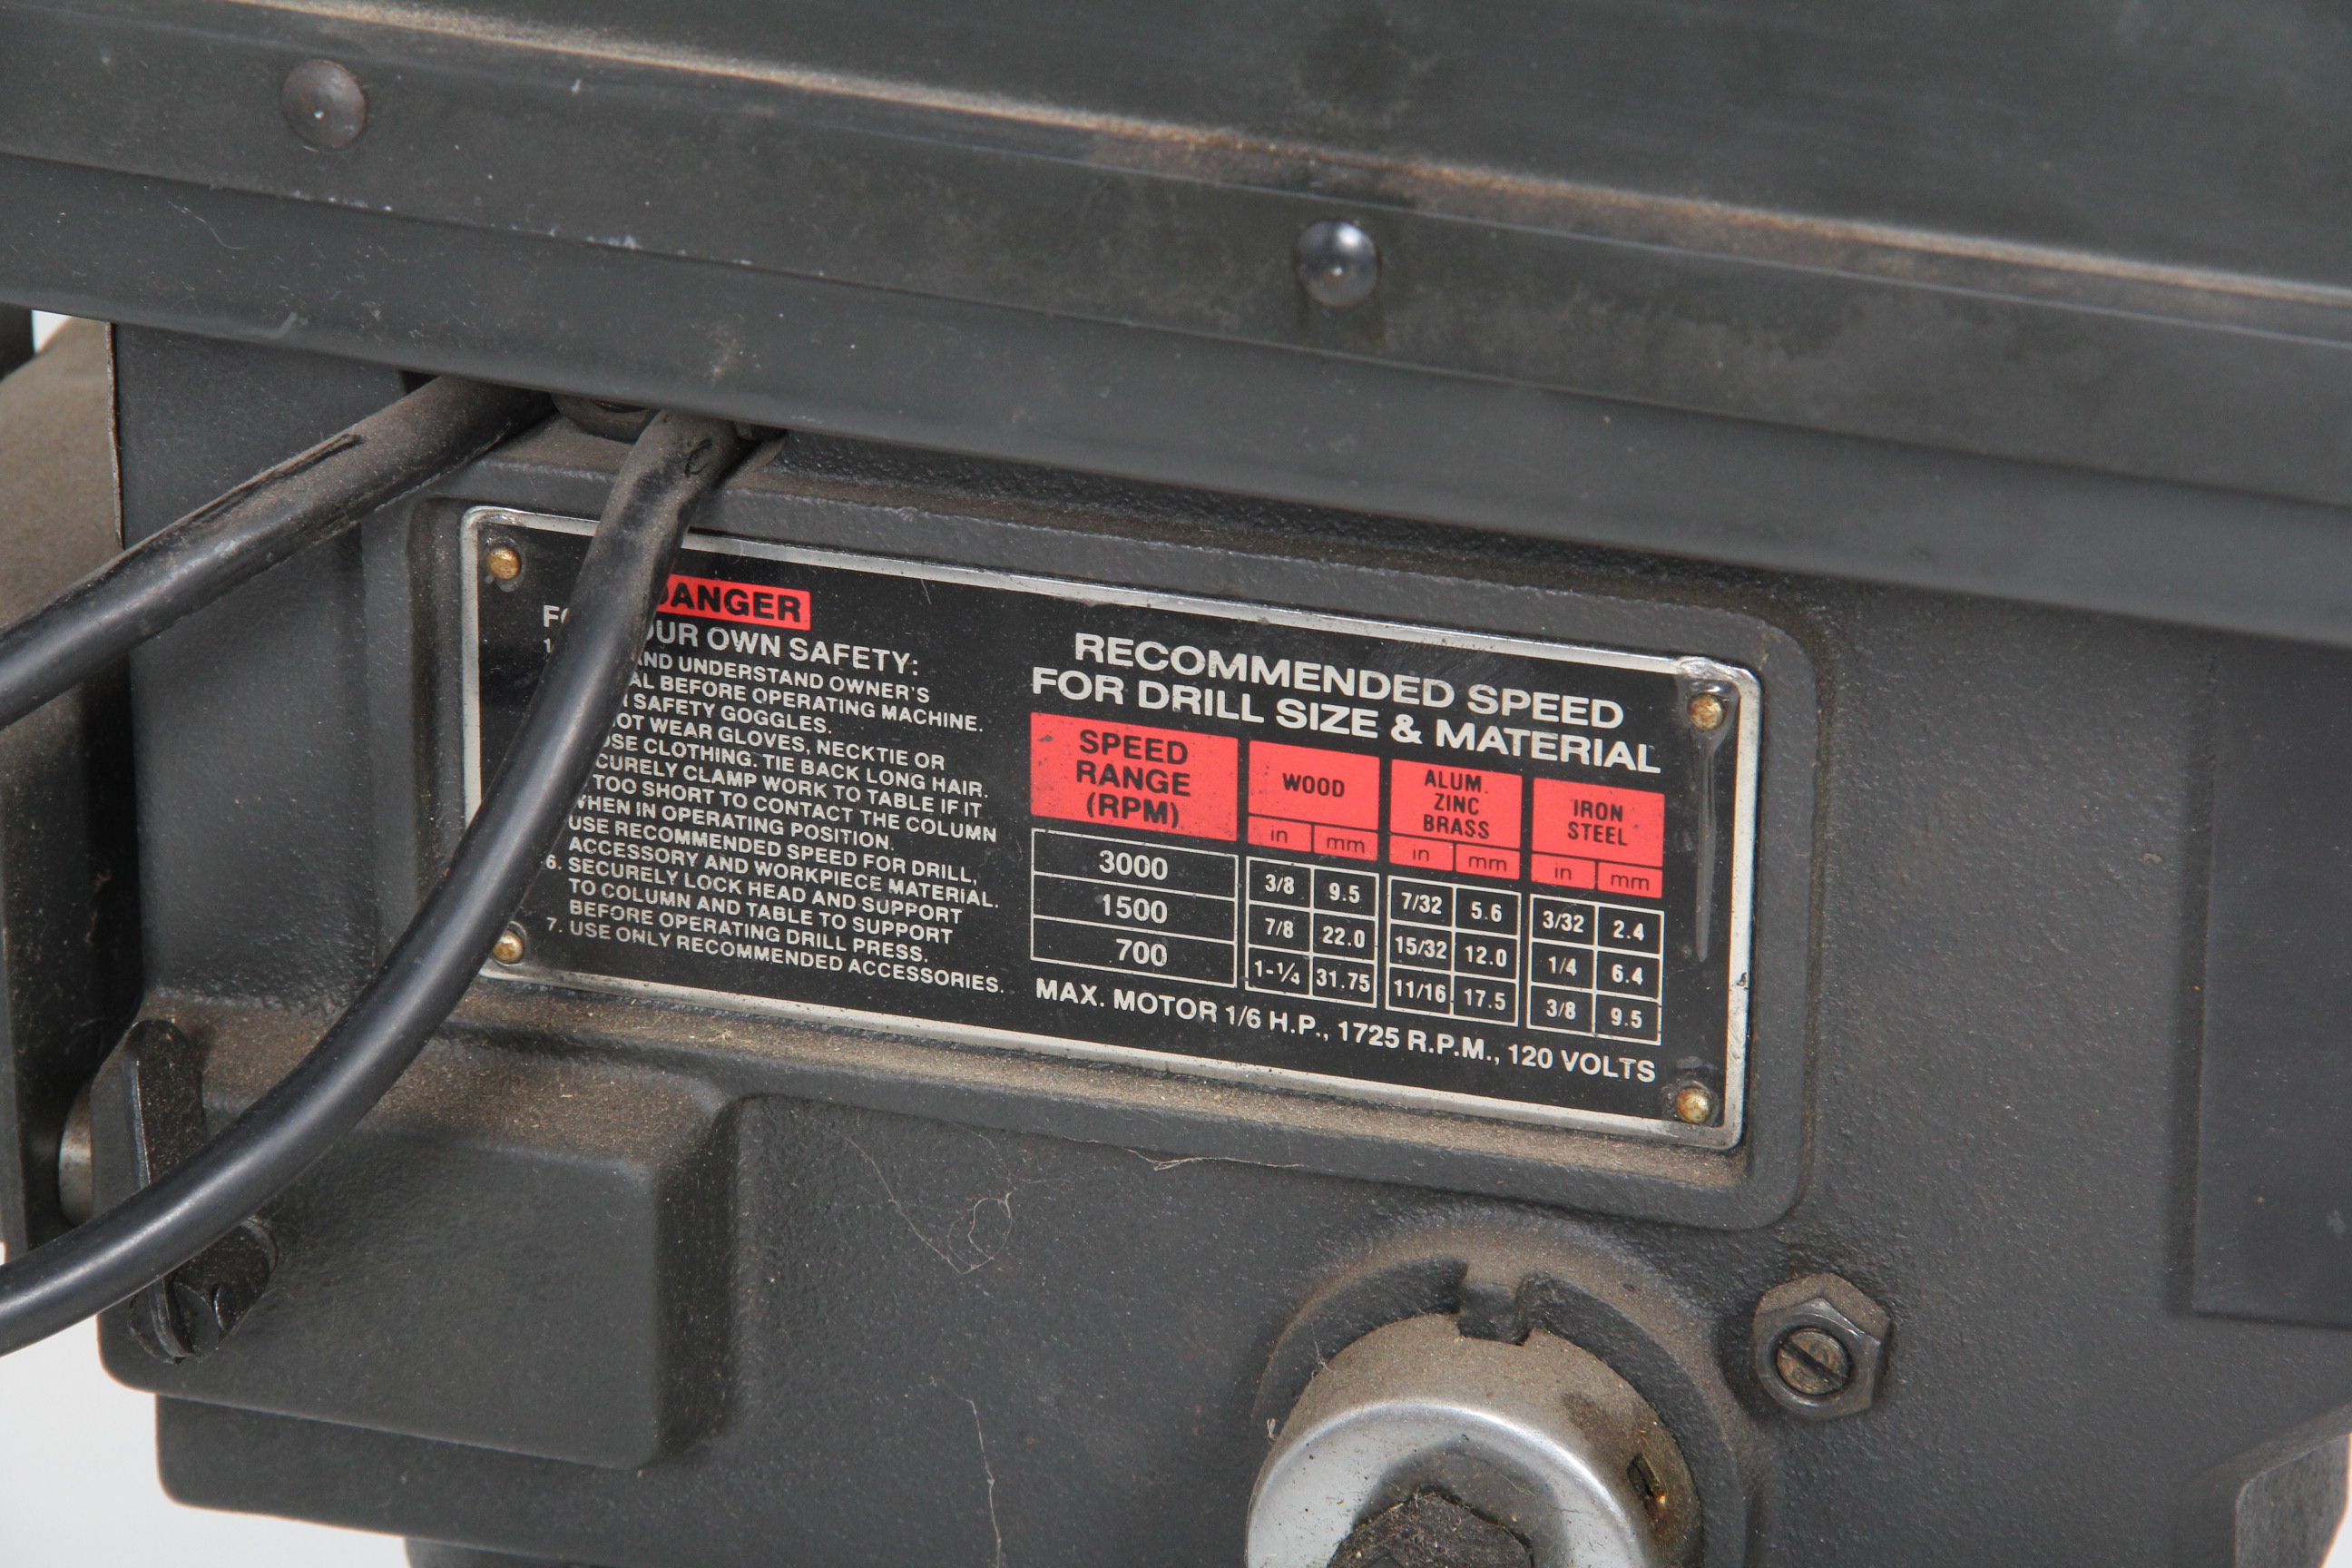 DANGER
FOR YOUR OWN SAFETY:
1. AND UNDERSTAND OWNER'S
BEFORE OPERATING MACHINE.
SAFETY GOGGLES.
NOT WEAR GLOVES, NECKTIE OR
CLOTHING. TIE BACK LONG HAIR.
SECURELY CLAMP WORK TO TABLE IF IT
TOO SHORT TO CONTACT THE COLUMN
WHEN IN OPERATING POSITION.
USE RECOMMENDED SPEED FOR DRILL,
ACCESSORY AND WORKPIECE MATERIAL.
6. SECURELY LOCK HEAD AND SUPPORT
TO COLUMN AND TABLE TO SUPPORT
BEFORE OPERATING DRILL PRESS.
7. USE ONLY RECOMMENDED ACCESSORIES.
RECOMMENDED SPEED
FOR DRILL SIZE & MATERIAL
SPEED
RANGE
(RPM)
WOOD
ALUM.
ZINC
BRASS
IRON
STEEL
in mm in mm in mm
3000 3/8 9.5 7/32 5.6 3/32 2.4
1500 7/8 22.0 15/32 12.0 1/4 6.4
700 1-1/4 31.75 11/16 17.5 3/8 9.5
MAX. MOTOR 1/6 H.P., 1725 R.P.M., 120 VOLTS